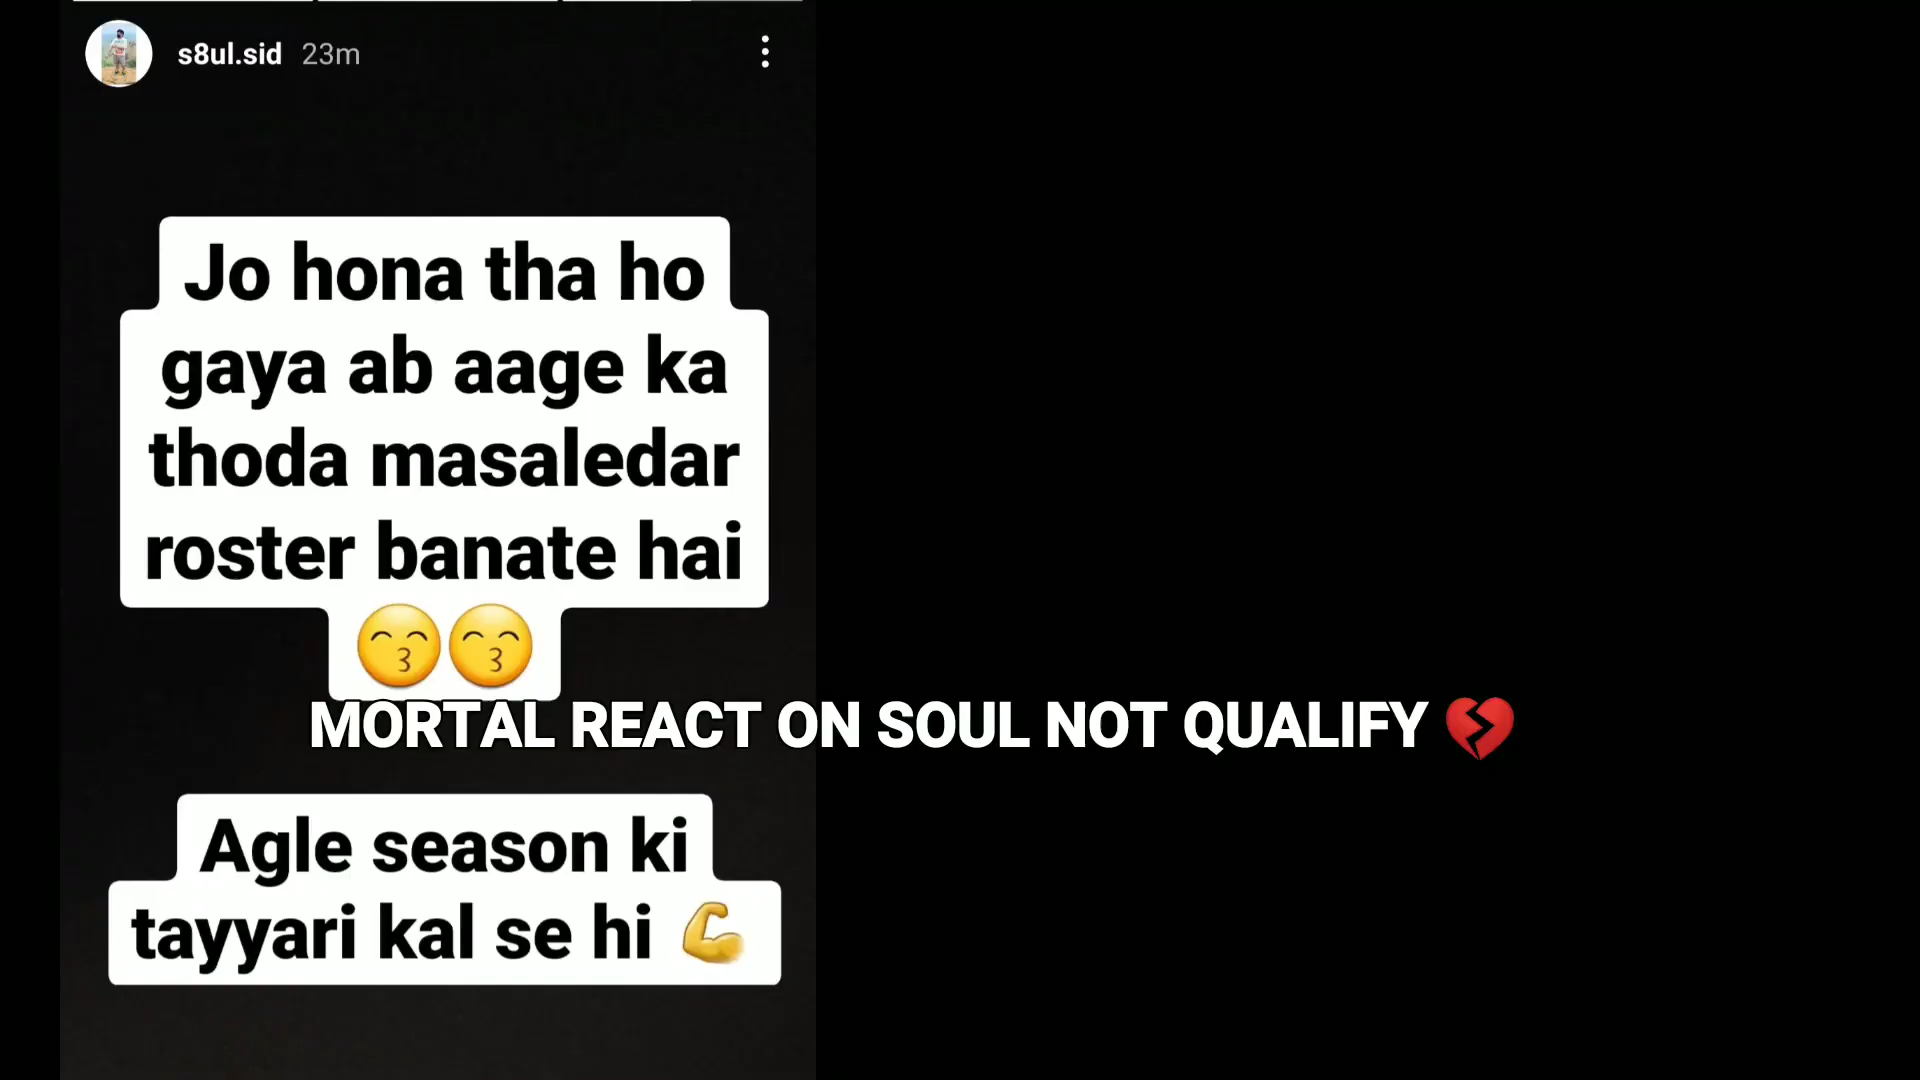 s8ul.sid 23m
Jo hona tha ho
gaya ab aage ka
thoda masaledar
roster banate hai
😙😙
MORTAL REACT ON SOUL NOT QUALIFY 💔
Agle season ki
tayyari kal se hi 💪